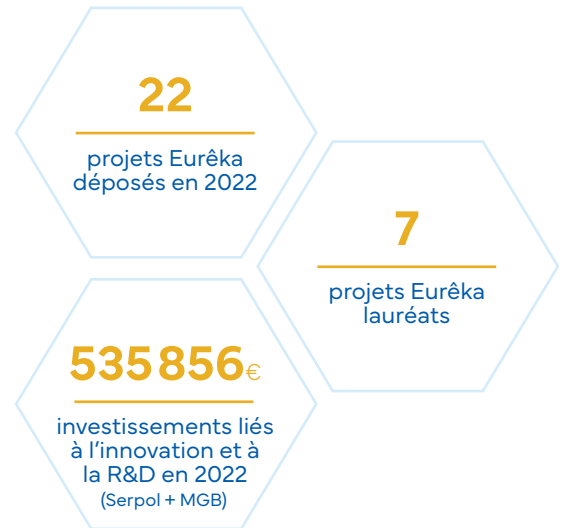 22
projets Eurêka
déposés en 2022
7
projets Eurêka
lauréats
535 856€
investissements liés
à l’innovation et à
la R&D en 2022
(Serpol + MGB)